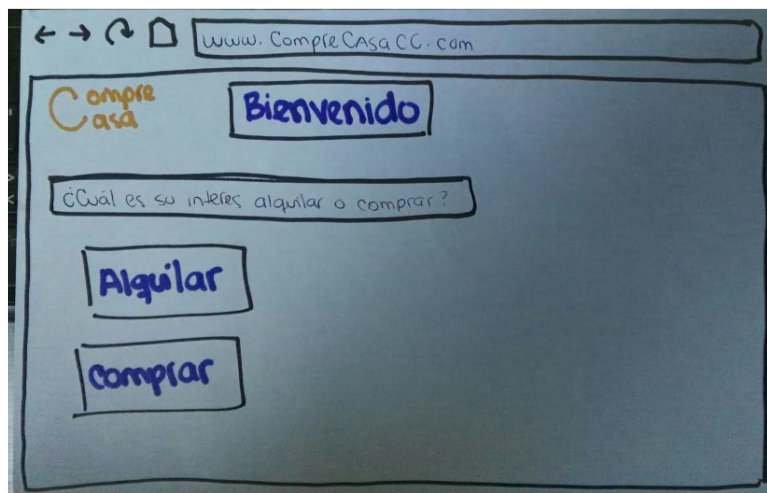 www.CompreCasaCC.com
Compre
Casa
Bienvenido
¿Cuál es su interes alquilar o comprar?
Alquilar
Comprar